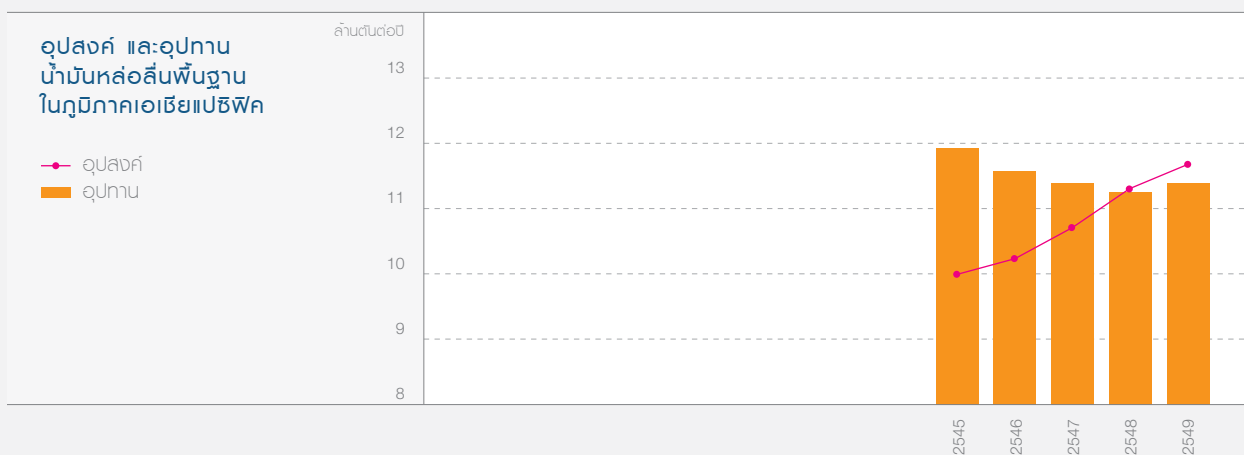 อุปสงค์ และอุปทาน
น้ำมันหล่อลื่นพื้นฐาน
ในภูมิภาคเอเชียแปซิฟิค
อุปสงค์
อุปทาน
ล้านตันต่อปี
13
12
11
10
9
8
2545
2546
2547
2548
2549